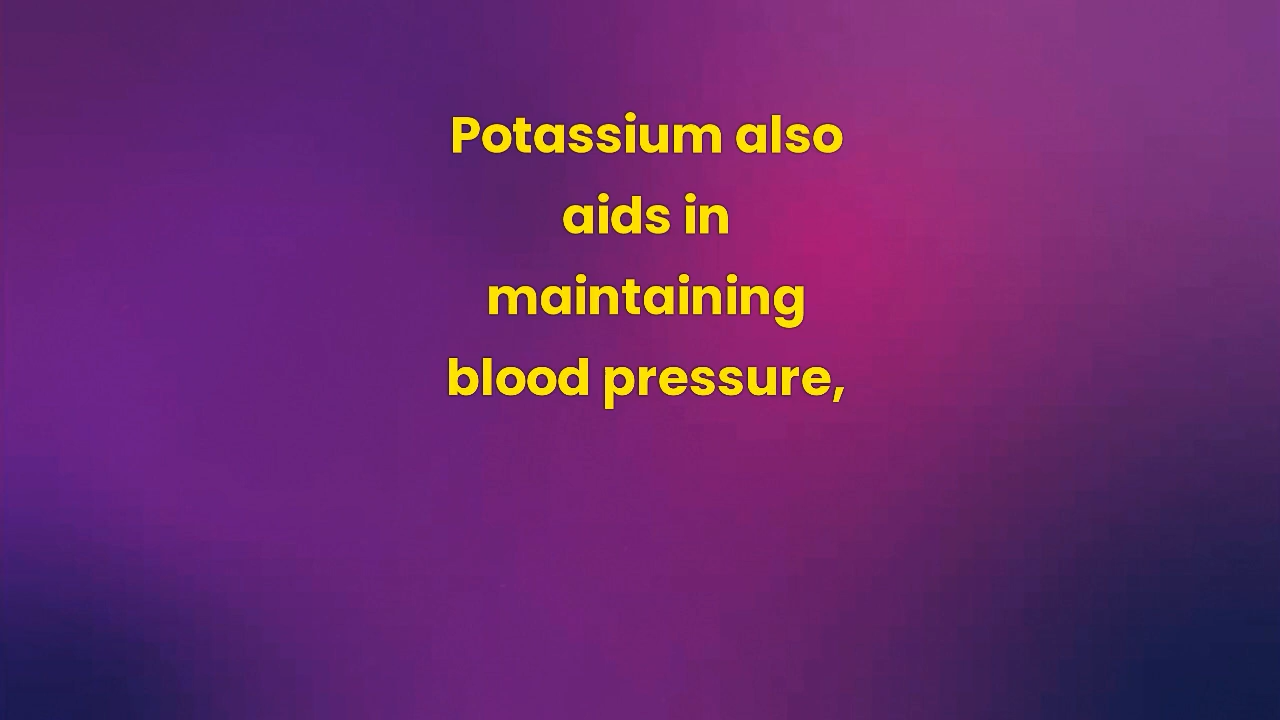 Potassium also
aids in
maintaining
blood pressure,